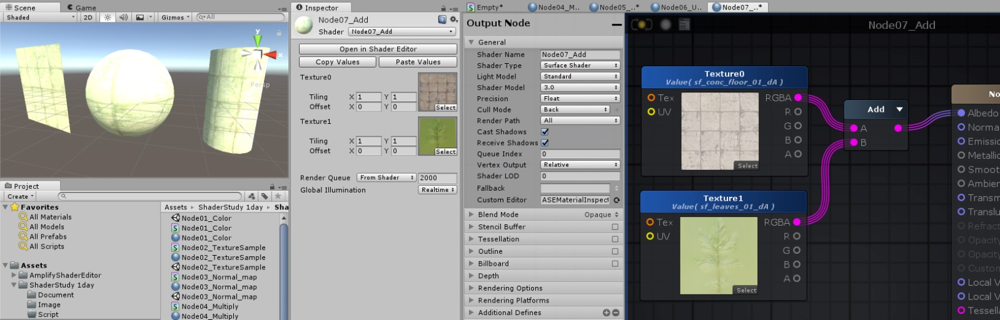 Scene
Game
Shaded
2D
Gizmos
All
y
x
Persp
Project
Create
Favorites
All Materials
All Models
All Prefabs
All Scripts
Assets
AmplifyShaderEditor
ShaderStudy 1day
Document
Image
Script
Assets ▸ ShaderStudy 1day ▸ Sha
Node01_Color
Node01_Color
Node01_Color
Node02_TextureSample
Node02_TextureSample
Node02_TextureSample
Node03_Normal_map
Node03_Normal_map
Node03_Normal_map
Node04_Multiply
Node04_Multiply
Inspector
Node07_Add
Shader Node07_Add
Open in Shader Editor
Copy Values Paste Values
Texture0
Tiling X 1 Y 1
Offset X 0 Y 0
Select
Texture1
Tiling X 1 Y 1
Offset X 0 Y 0
Select
Render Queue From Shader 2000
Global Illumination Realtime
Empty*
Node04_M..
Node05_..*
Node06_U..
Node07_..*
Output Node
General
Shader Name Node07_Add
Shader Type Surface Shader
Light Model Standard
Shader Model 3.0
Precision Float
Cull Mode Back
Render Path All
Cast Shadows
Receive Shadows
Queue Index 0
Vertex Output Relative
Shader LOD 0
Fallback
Custom Editor ASEMaterialInspect
Blend Mode Opaque
Stencil Buffer
Tessellation
Outline
Billboard
Depth
Rendering Options
Rendering Platforms
Additional Defines
Node07_Add
Texture0
Value( sf_conc_floor_01_dA )
Tex
UV
RGBA
R
G
B
A
Select
Texture1
Value( sf_leaves_01_dA )
Tex
UV
RGBA
R
G
B
A
Select
Add
A
B
No
Albedo
Norma
Emissio
Metallic
Smoot
Ambien
Transm
Translu
Refract
Opacity
Opacity
Custon
Local V
Local V
Tessell